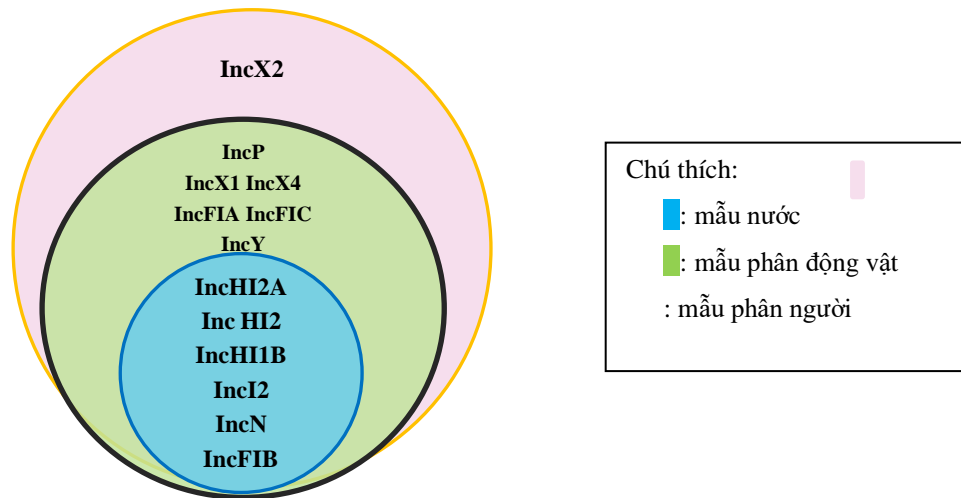 IncX2
IncP
IncX1 IncX4
IncFIA IncFIC
IncY
IncHI2A
Inc HI2
IncHI1B
IncI2
IncN
IncFIB
Chú thích:
: mẫu nước
: mẫu phân động vật
: mẫu phân người